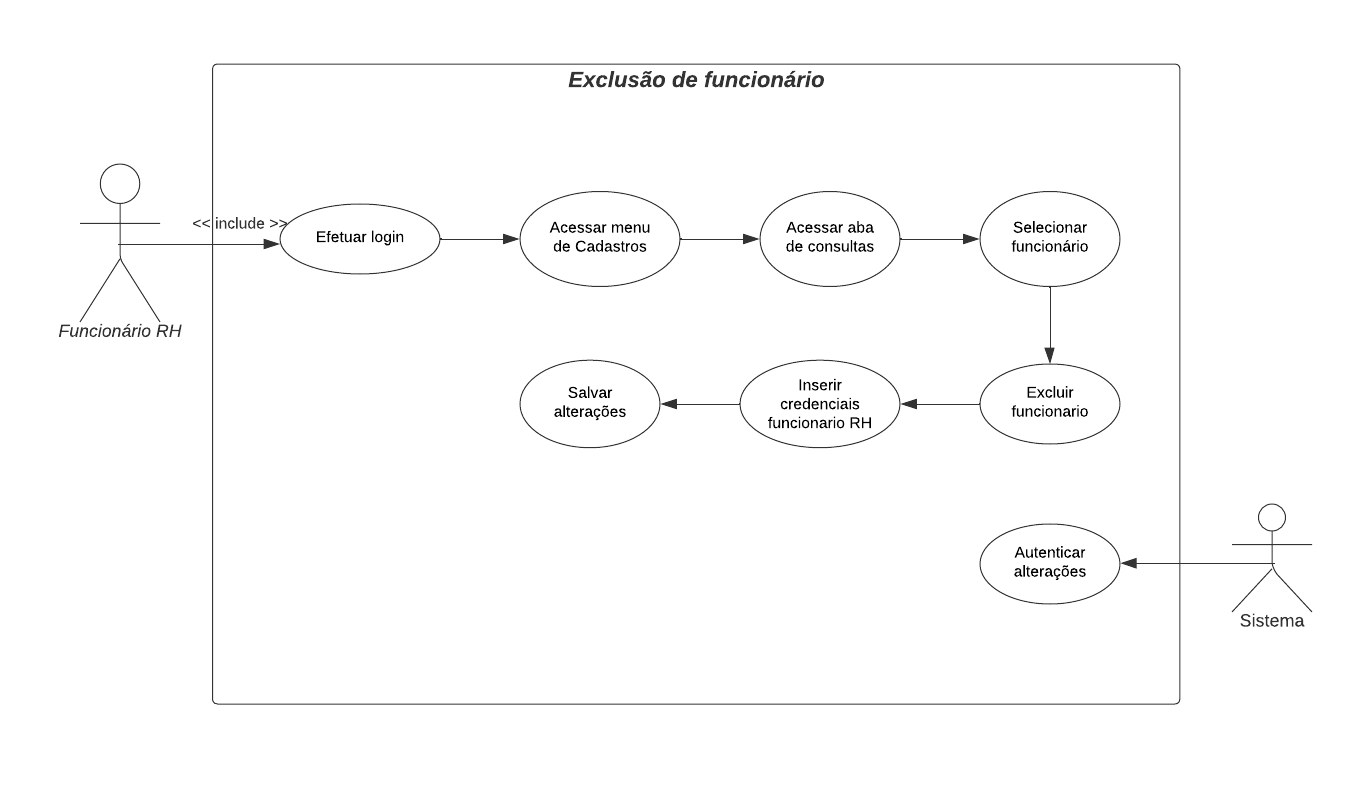 Exclusão de funcionário
<< include >>
Efetuar login
Acessar menu
de Cadastros
Acessar aba
de consultas
Selecionar
funcionário
Funcionário RH
Salvar
alterações
Inserir
credenciais
funcionario RH
Excluir
funcionario
Autenticar
alterações
Sistema